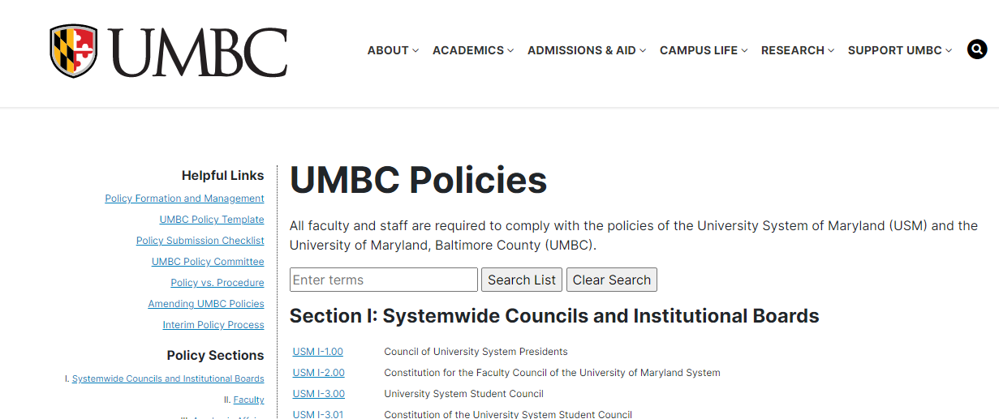 UMBC
ABOUT ACADEMICS ADMISSIONS & AID CAMPUS LIFE RESEARCH SUPPORT UMBC
Helpful Links
Policy Formation and Management
UMBC Policy Template
Policy Submission Checklist
UMBC Policy Committee
Policy vs. Procedure
Amending UMBC Policies
Interim Policy Process
Policy Sections
I. Systemwide Councils and Institutional Boards
II. Faculty
UMBC Policies
All faculty and staff are required to comply with the policies of the University System of Maryland (USM) and the
University of Maryland, Baltimore County (UMBC).
Enter terms Search List Clear Search
Section I: Systemwide Councils and Institutional Boards
USM I-1.00 Council of University System Presidents
USM I-2.00 Constitution for the Faculty Council of the University of Maryland System
USM I-3.00 University System Student Council
USM I-3.01 Constitution of the University System Student Council